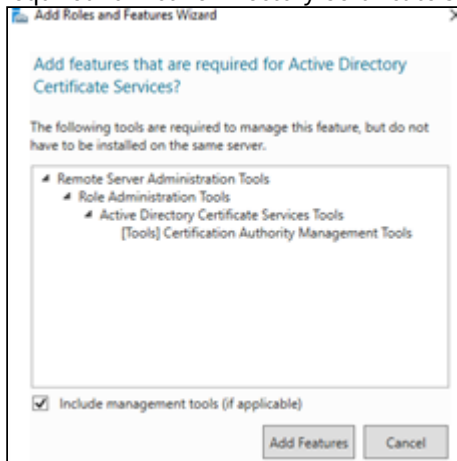 Add Roles and Features Wizard
Add features that are required for Active Directory
Certificate Services?
The following tools are required to manage this feature, but do not
have to be installed on the same server.
Remote Server Administration Tools
Role Administration Tools
Active Directory Certificate Services Tools
[Tools] Certification Authority Management Tools
Include management tools (if applicable)
Add Features
Cancel